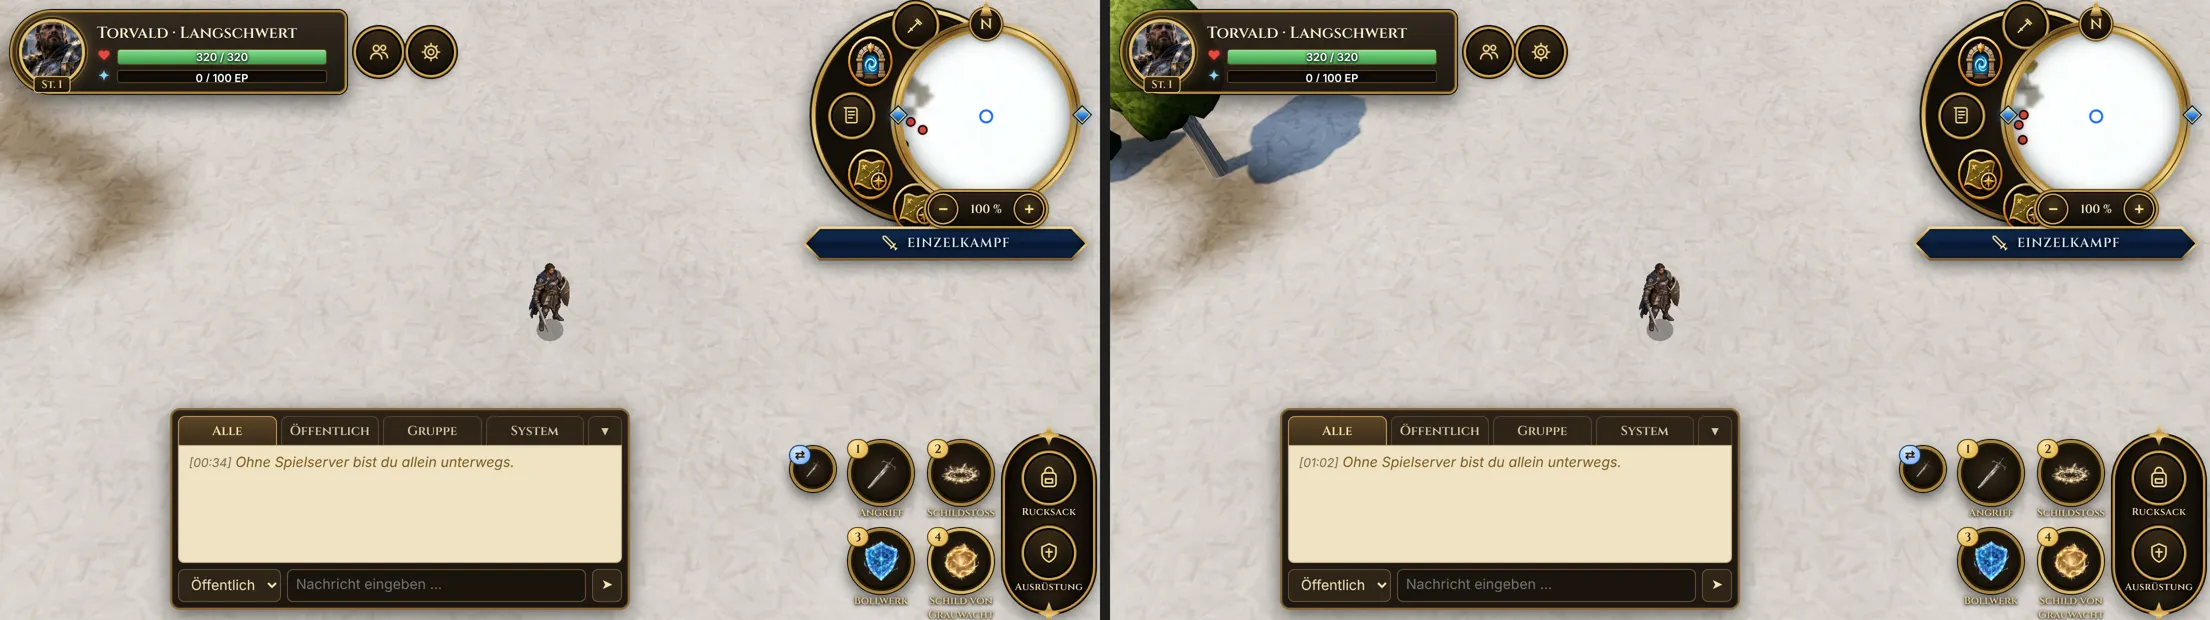 Torvald · Langschwert
320 / 320
0 / 100 EP
St. 1
N
100 %
Einzelkampf
Alle
Öffentlich
Gruppe
System
[00:34] Ohne Spielserver bist du allein unterwegs.
Öffentlich
Nachricht eingeben ...
1
Angriff
2
Schildstoß
3
Bollwerk
4
Schild von
Grauwacht
Rucksack
Ausrüstung
Torvald · Langschwert
320 / 320
0 / 100 EP
St. 1
N
100 %
Einzelkampf
Alle
Öffentlich
Gruppe
System
[01:02] Ohne Spielserver bist du allein unterwegs.
Öffentlich
Nachricht eingeben ...
1
Angriff
2
Schildstoß
3
Bollwerk
4
Schild von
Grauwacht
Rucksack
Ausrüstung